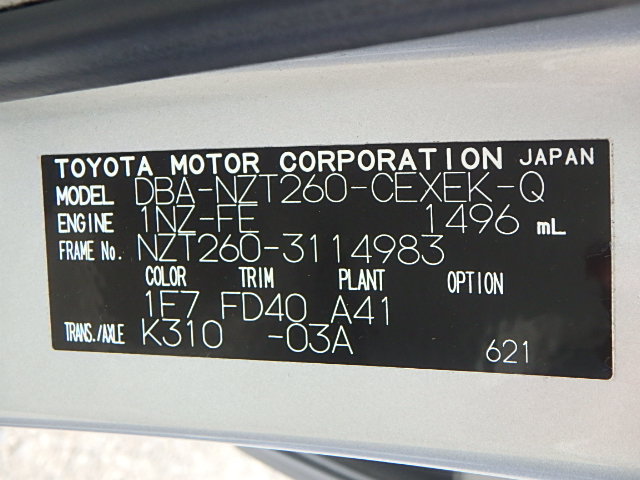 TOYOTA MOTOR CORPORATION JAPAN
MODEL DBA-NZT260-CEXEK-Q
ENGINE 1NZ-FE 1496 mL
FRAME No. NZT260-3114983
COLOR TRIM PLANT OPTION
1F7 FD40 A41
TRANS./AXLE K310 -03A
621